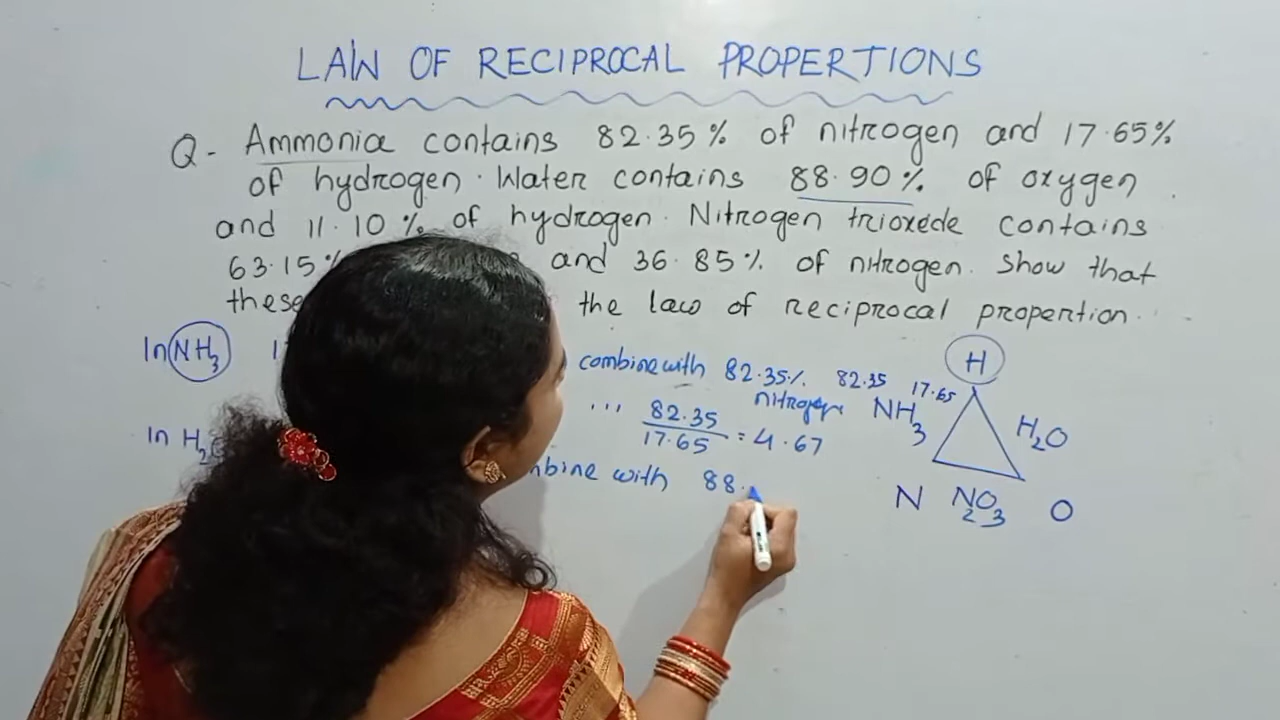 LAW OF RECIPROCAL PROPERTIONS
Q- Ammonia contains 82.35% of nitrogen and 17.65%
of hydrogen. Water contains 88.90% of oxygen
and 11.10% of hydrogen. Nitrogen trioxede contains
63.15% and 36.85% of nitrogen. Show that
these the law of reciprocal propertion.
In NH3 combine with 82.35% nitrogen
... 82.35/17.65 = 4.67
In H2 combine with 88.
H
82.35 17.65
NH3 H2O
N N2O3 O